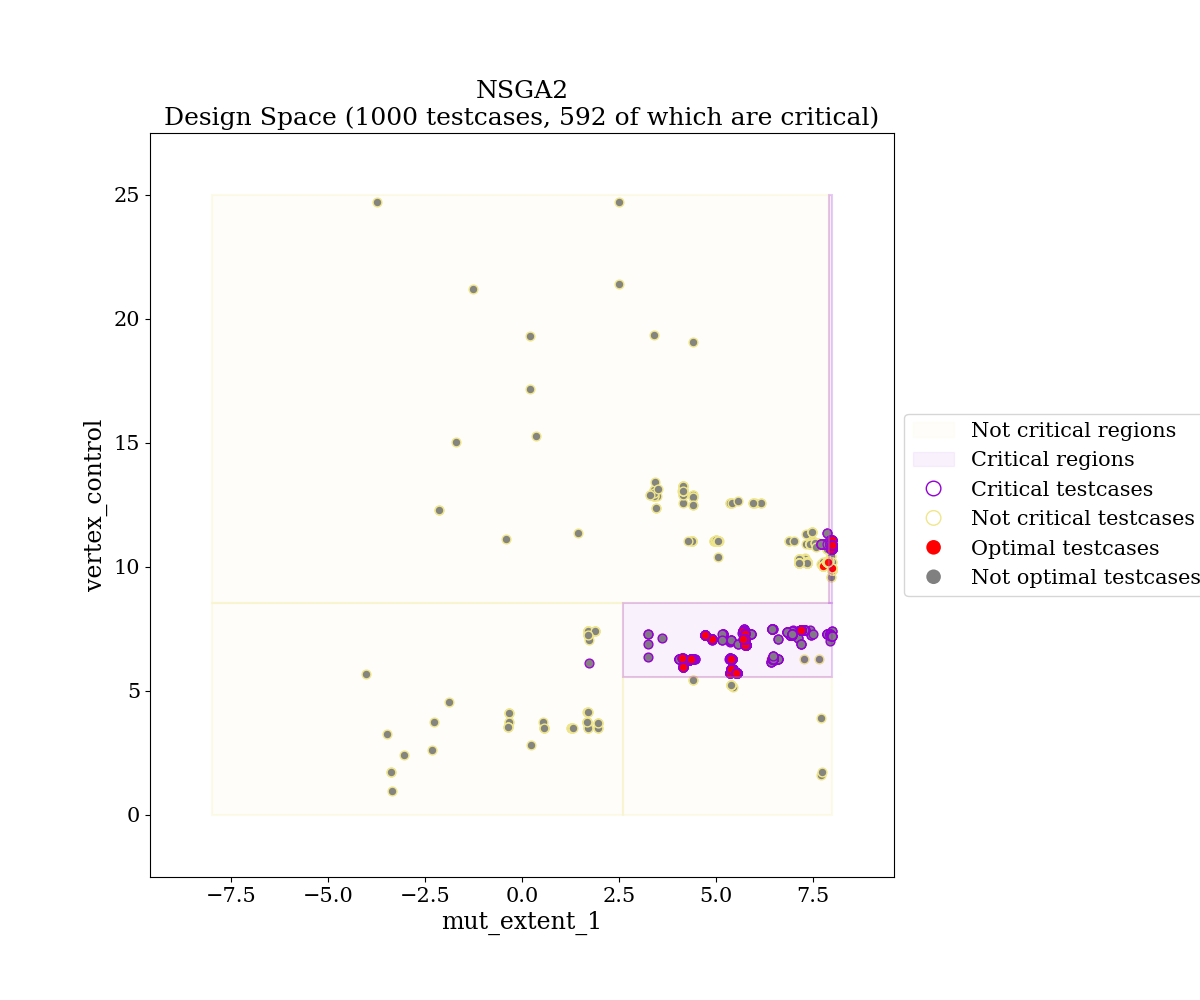 NSGA2
Design Space (1000 testcases, 592 of which are critical)
25
20
15
10
5
0
vertex_control
−7.5
−5.0
−2.5
0.0
2.5
5.0
7.5
mut_extent_1
Not critical regions
Critical regions
Critical testcases
Not critical testcases
Optimal testcases
Not optimal testcases